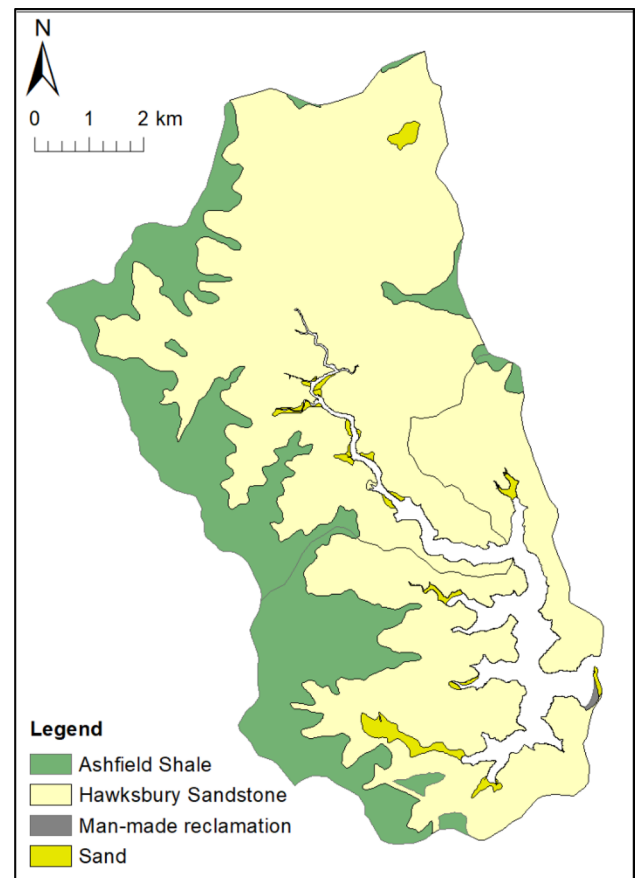 N
0 1 2 km
Legend
Ashfield Shale
Hawksbury Sandstone
Man-made reclamation
Sand